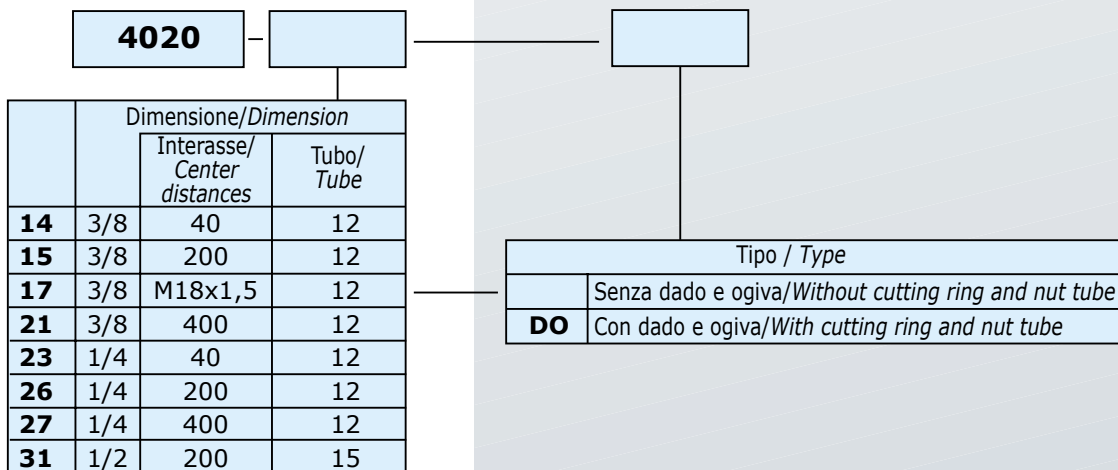 4020 -
Dimensione/Dimension
Interasse/
Center
distances
Tubo/
Tube
14 3/8 40 12
15 3/8 200 12
17 3/8 M18x1,5 12
21 3/8 400 12
23 1/4 40 12
26 1/4 200 12
27 1/4 400 12
31 1/2 200 15
Tipo / Type
Senza dado e ogiva/Without cutting ring and nut tube
DO Con dado e ogiva/With cutting ring and nut tube